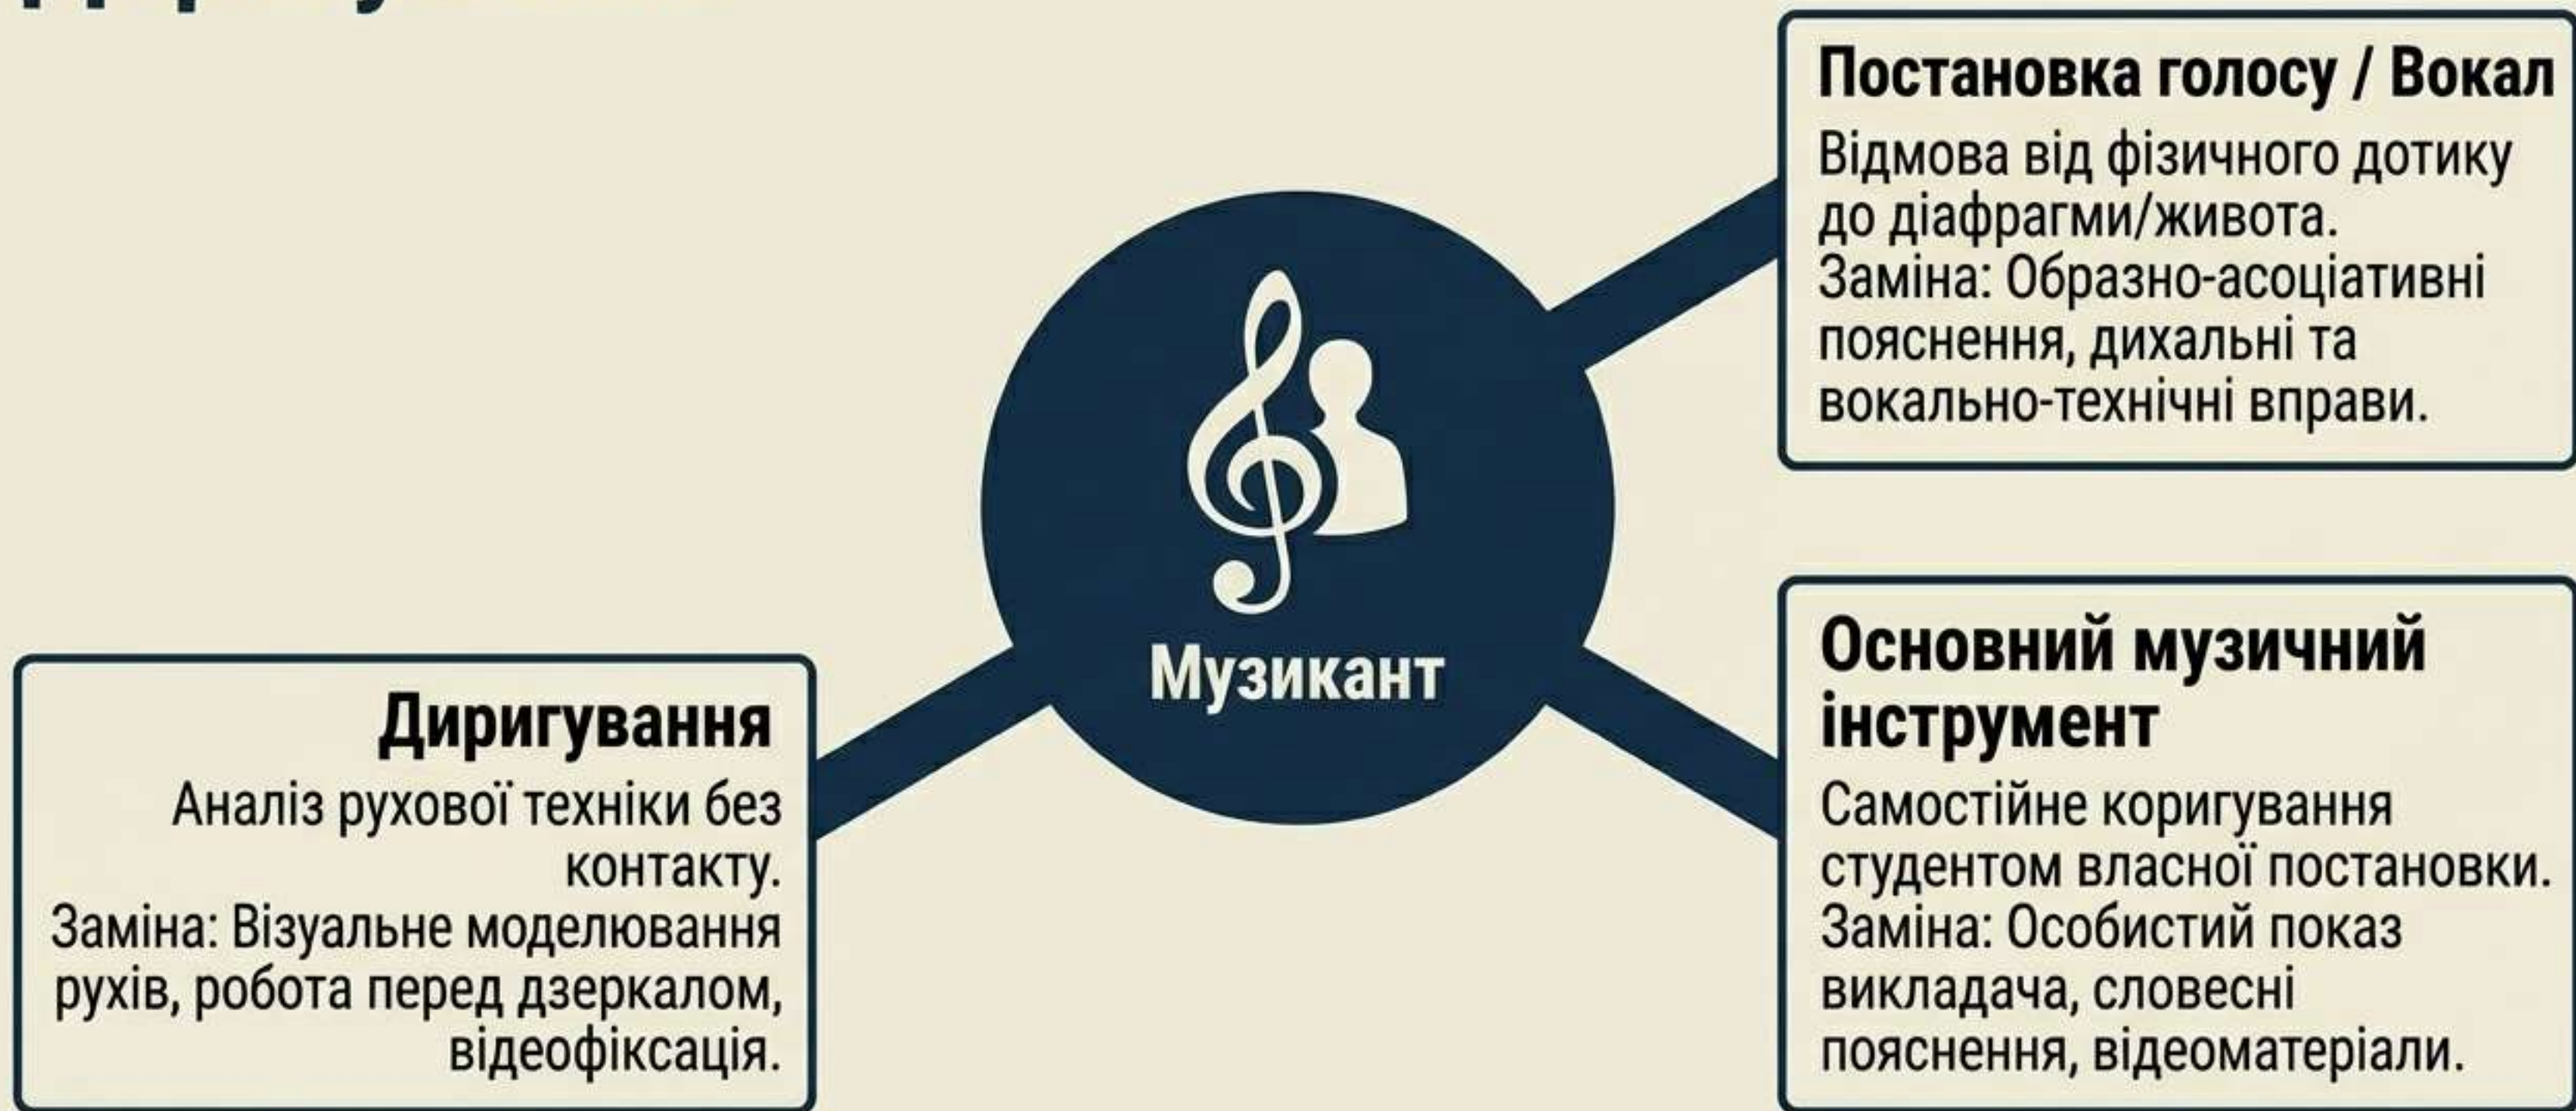 Постановка голосу / Вокал
Відмова від фізичного дотику
до діафрагми/живота.
Заміна: Образно-асоціативні
пояснення, дихальні та
вокально-технічні вправи.
Музикант
Диригування
Аналіз рухової техніки без
контакту.
Заміна: Візуальне моделювання
рухів, робота перед дзеркалом,
відеофіксація.
Основний музичний
інструмент
Самостійне коригування
студентом власної постановки.
Заміна: Особистий показ
викладача, словесні
пояснення, відеоматеріали.